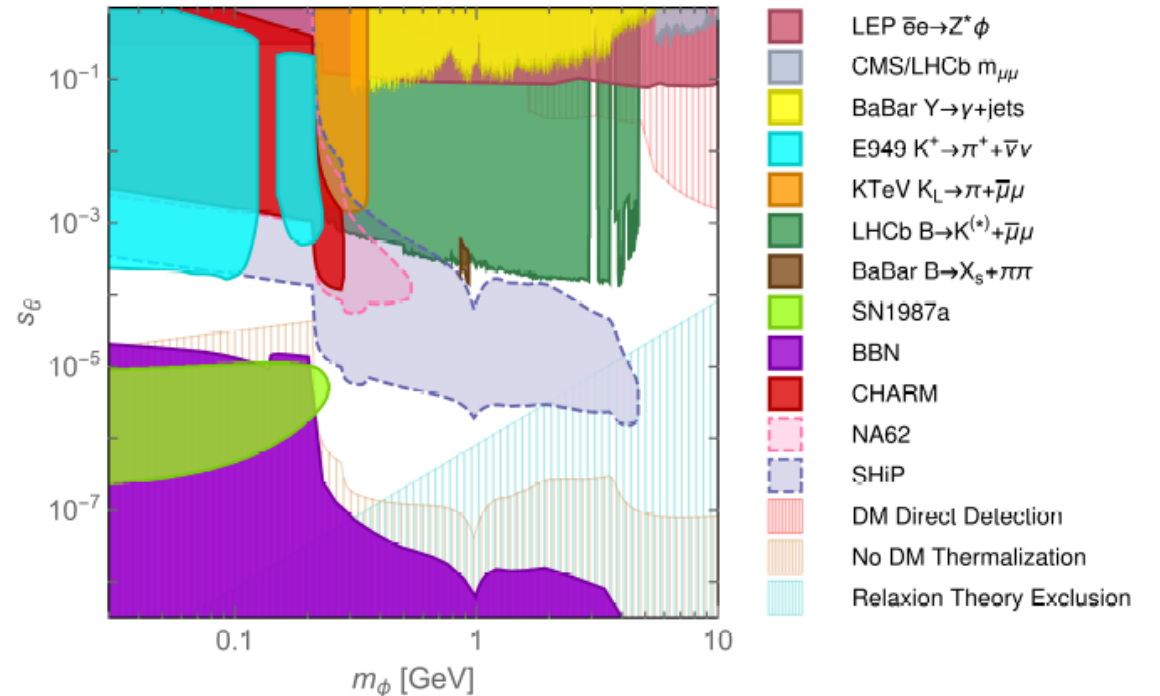 10⁻¹
10⁻³
10⁻⁵
10⁻⁷
s_θ
0.1
1
10
m_ϕ [GeV]
LEP e̅e→Z*ϕ
CMS/LHCb m_μμ
BaBar Υ→γ+jets
E949 K⁺→π⁺+ν̅ν
KTeV K_L→π+μ̅μ
LHCb B→K⁽*⁾+μ̅μ
BaBar B→X_s+ππ
SN1987a
BBN
CHARM
NA62
SHiP
DM Direct Detection
No DM Thermalization
Relaxion Theory Exclusion